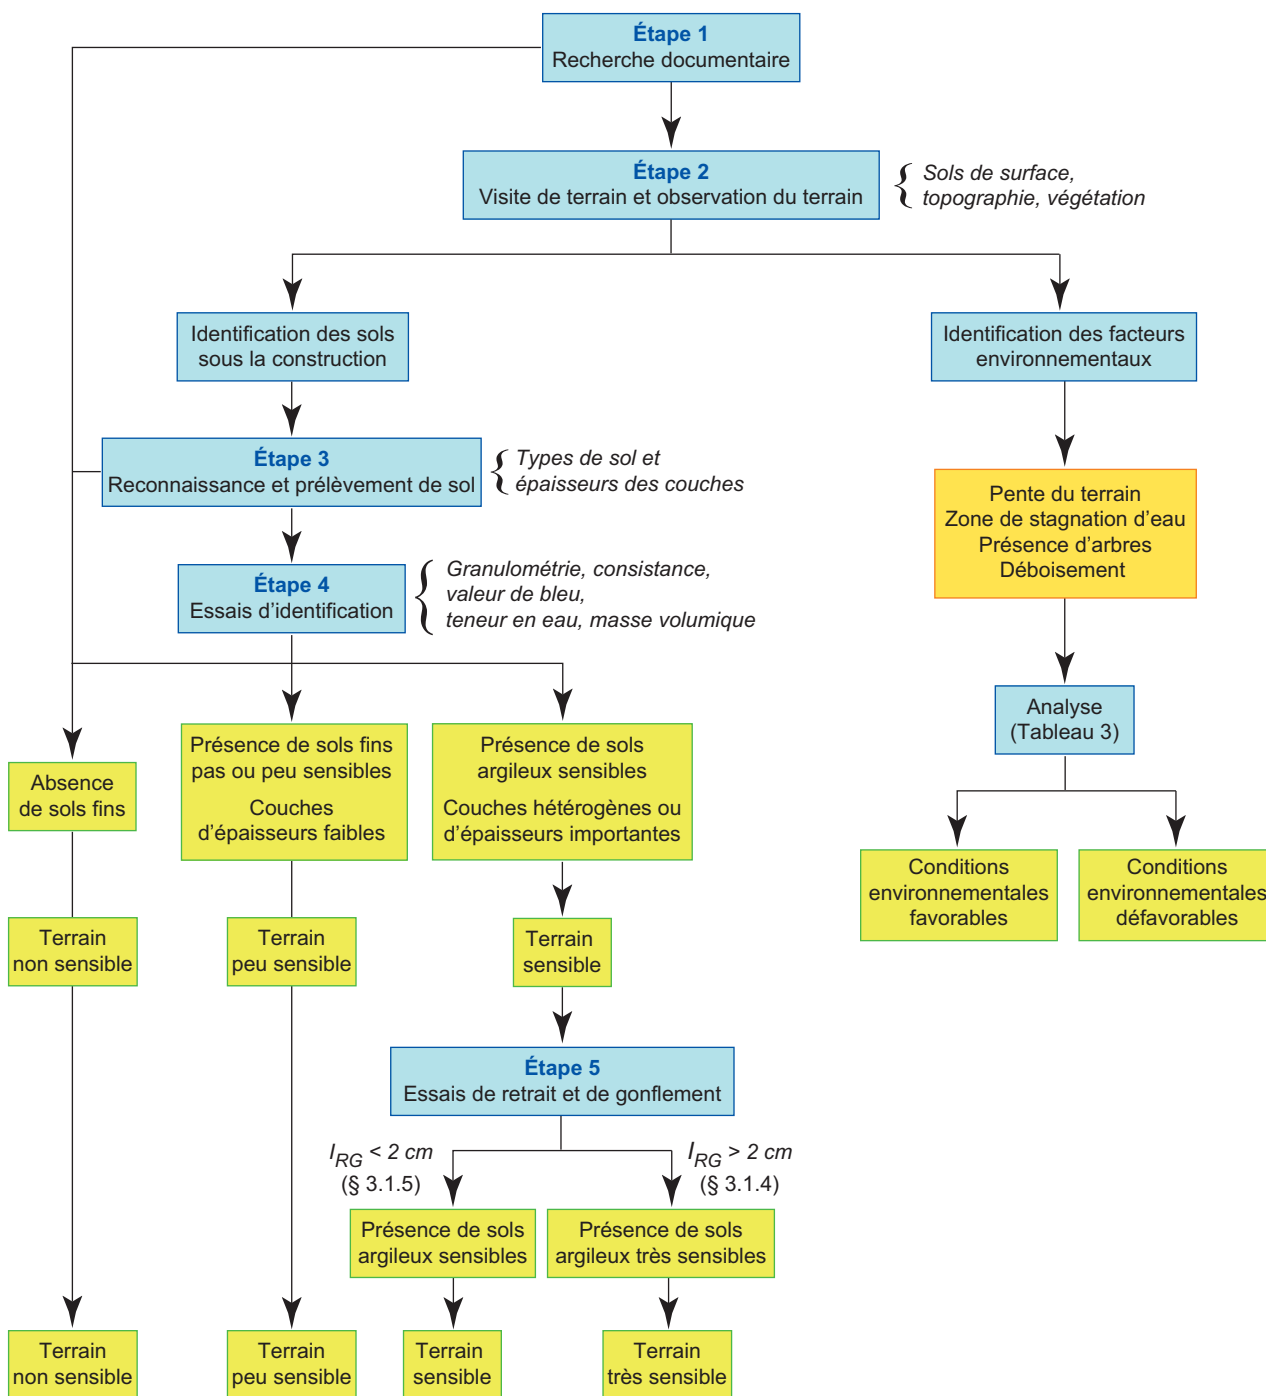 Étape 1
Recherche documentaire
Étape 2
Visite de terrain et observation du terrain
Sols de surface,
topographie, végétation
Identification des sols
sous la construction
Identification des facteurs
environnementaux
Étape 3
Reconnaissance et prélèvement de sol
Types de sol et
épaisseurs des couches
Pente du terrain
Zone de stagnation d’eau
Présence d’arbres
Déboisement
Étape 4
Essais d’identification
Granulométrie, consistance,
valeur de bleu,
teneur en eau, masse volumique
Analyse
(Tableau 3)
Absence
de sols fins
Présence de sols fins
pas ou peu sensibles
Couches
d’épaisseurs faibles
Présence de sols
argileux sensibles
Couches hétérogènes ou
d’épaisseurs importantes
Conditions
environnementales
favorables
Conditions
environnementales
défavorables
Terrain
non sensible
Terrain
peu sensible
Terrain
sensible
Étape 5
Essais de retrait et de gonflement
I_RG < 2 cm
(§ 3.1.5)
I_RG > 2 cm
(§ 3.1.4)
Présence de sols
argileux sensibles
Présence de sols
argileux très sensibles
Terrain
non sensible
Terrain
peu sensible
Terrain
sensible
Terrain
très sensible